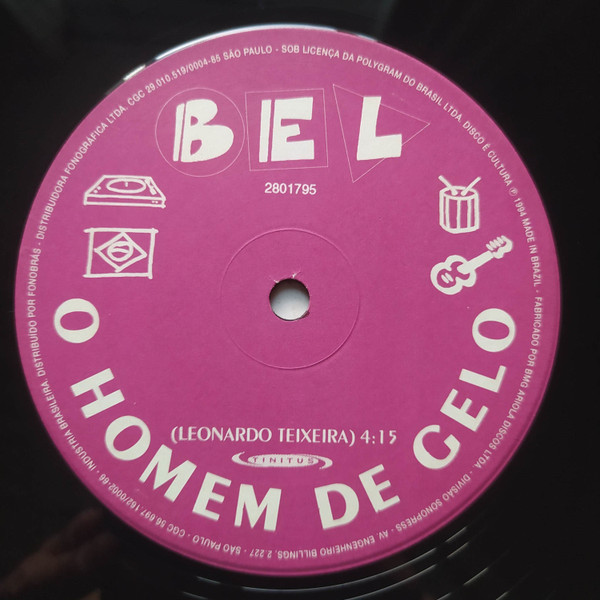 BEL
2801795
(LEONARDO TEIXEIRA) 4:15
TINITUS
O HOMEM DE GELO
INDÚSTRIA BRASILEIRA. DISTRIBUÍDO POR FONOBRÁS - DISTRIBUIDORA FONOGRÁFICA LTDA. CGC 29.010.519/0004-85 SÃO PAULO - SOB LICENÇA DA POLYGRAM DO BRASIL LTDA. DISCO É CULTURA ℗ 1994 MADE IN BRAZIL - FABRICADO POR BMG ARIOLA DISCOS LTDA. - DIVISÃO SONOPRESS - AV. ENGENHEIRO BILLINGS, 2.227 - SÃO PAULO - CGC 56.697.162/0002-66